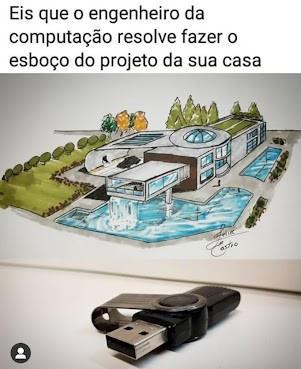 Eis que o engenheiro da
computação resolve fazer o
esboço do projeto da sua casa
Castro